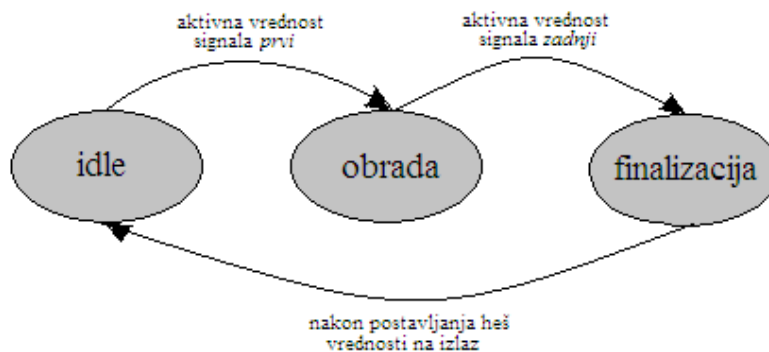 aktivna vrednost
signala prvi
aktivna vrednost
signala zadnji
idle
obrada
finalizacija
nakon postavljanja heš
vrednosti na izlaz